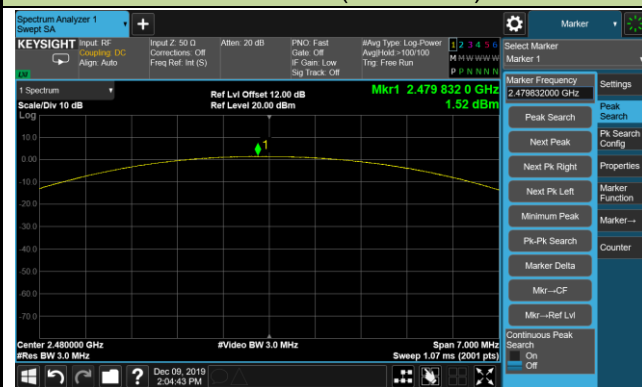 Spectrum Analyzer 1
Swept SA
Marker
KEYSIGHT
Input: RF
Coupling: DC
Align: Auto
Input Z: 50 Ω
Corrections: Off
Freq Ref: Int (S)
Atten: 20 dB
PNO: Fast
Gate: Off
IF Gain: Low
Sig Track: Off
#Avg Type: Log-Power
Avg|Hold:>100/100
Trig: Free Run
1 2 3 4 5 6
M M W W W W
P P N N N N
LXI
1 Spectrum
Scale/Div 10 dB
Log
Ref Lvl Offset 12.00 dB
Ref Level 20.00 dBm
Mkr1 2.479 832 0 GHz
1.52 dBm
1
10.0
0.00
-10.0
-20.0
-30.0
-40.0
-50.0
-60.0
-70.0
Center 2.480000 GHz
#Res BW 3.0 MHz
#Video BW 3.0 MHz
Span 7.000 MHz
Sweep 1.07 ms (2001 pts)
Select Marker
Marker 1
Marker Frequency
2.479832000 GHz
Peak Search
Next Peak
Next Pk Right
Next Pk Left
Minimum Peak
Pk-Pk Search
Marker Delta
Mkr→CF
Mkr→Ref Lvl
Continuous Peak
Search
On
Off
Settings
Peak
Search
Pk Search
Config
Properties
Marker
Function
Marker→
Counter
Dec 09, 2019
2:04:43 PM